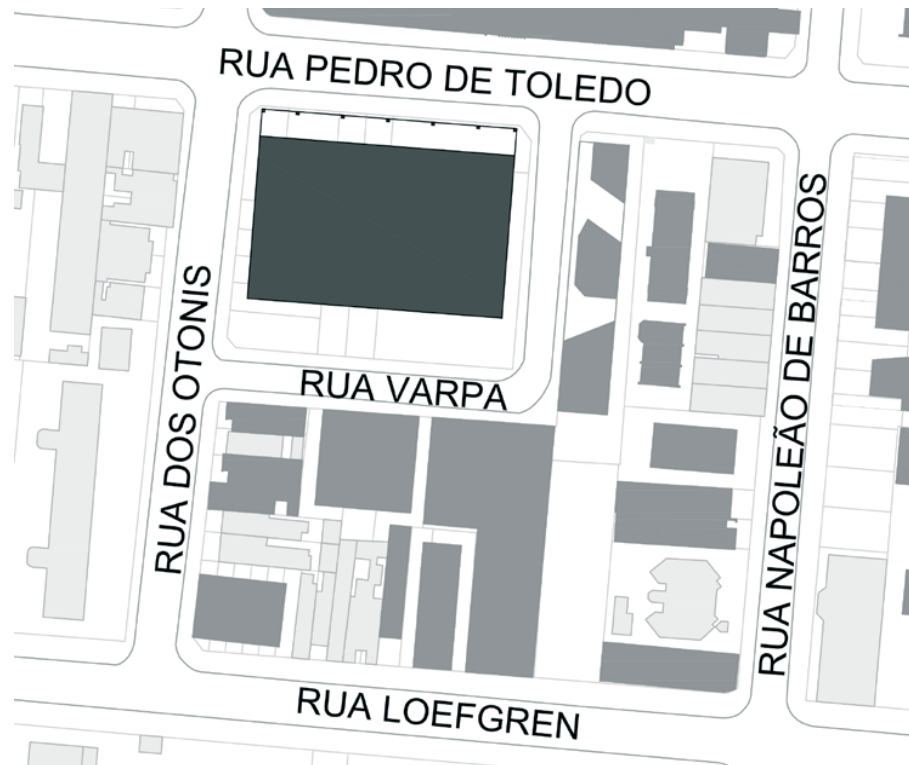 RUA PEDRO DE TOLEDO
RUA DOS OTONIS
RUA VARPA
RUA NAPOLEÃO DE BARROS
RUA LOEFGREN